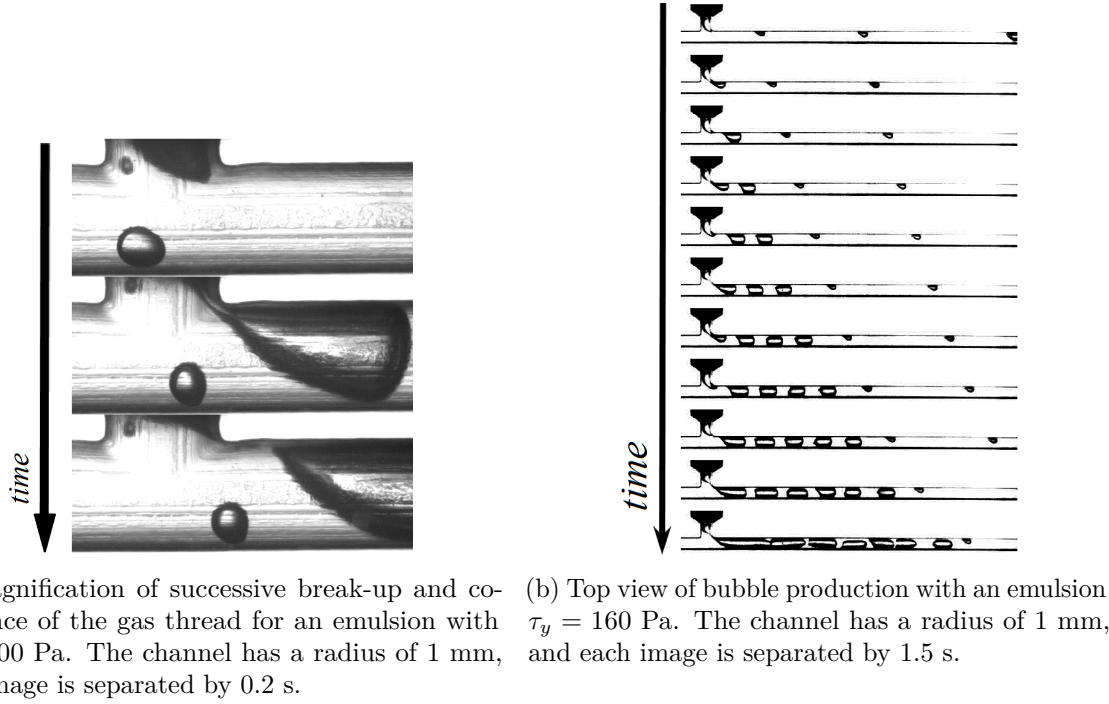 time
time
agnification of successive break-up and co-
nce of the gas thread for an emulsion with
00 Pa. The channel has a radius of 1 mm,
mage is separated by 0.2 s.
(b) Top view of bubble production with an emulsion
τy = 160 Pa. The channel has a radius of 1 mm,
and each image is separated by 1.5 s.